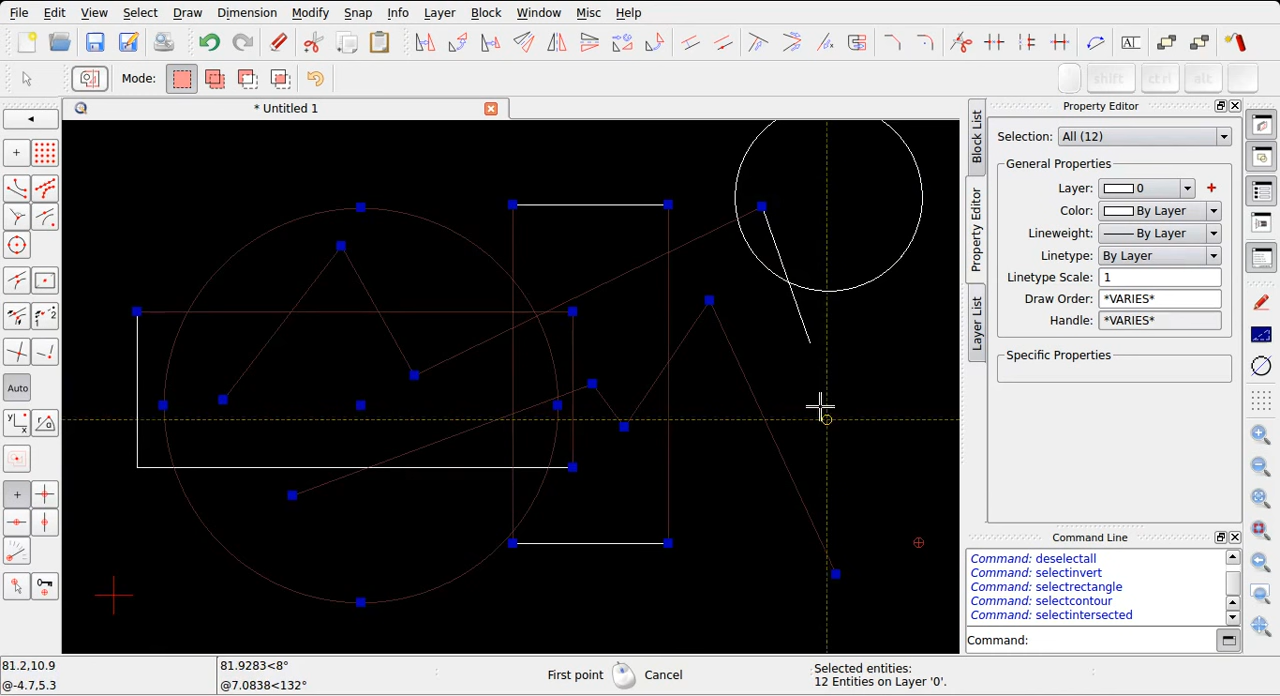 File Edit View Select Draw Dimension Modify Snap Info Layer Block Window Misc Help
Mode: shift ctrl alt
* Untitled 1
Property Editor
Block List
Property Editor
Layer List
Selection: All (12)
General Properties
Layer: 0
Color: By Layer
Lineweight: By Layer
Linetype: By Layer
Linetype Scale: 1
Draw Order: *VARIES*
Handle: *VARIES*
Specific Properties
Auto
Command Line
Command: deselectall
Command: selectinvert
Command: selectrectangle
Command: selectcontour
Command: selectintersected
Command:
81.2,10.9
@-4.7,5.3
81.9283<8°
@7.0838<132°
First point Cancel
Selected entities:
12 Entities on Layer '0'.